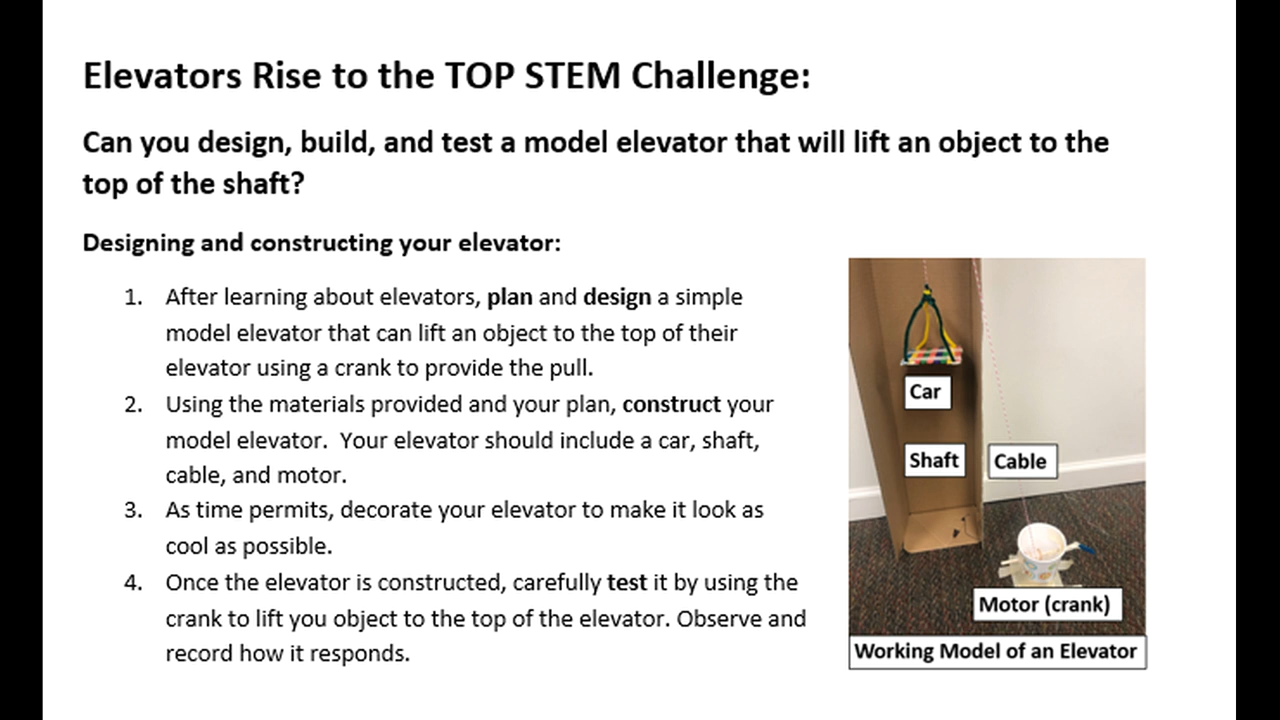 Elevators Rise to the TOP STEM Challenge:
Can you design, build, and test a model elevator that will lift an object to the
top of the shaft?
Designing and constructing your elevator:
1. After learning about elevators, plan and design a simple
model elevator that can lift an object to the top of their
elevator using a crank to provide the pull.
2. Using the materials provided and your plan, construct your
model elevator. Your elevator should include a car, shaft,
cable, and motor.
3. As time permits, decorate your elevator to make it look as
cool as possible.
4. Once the elevator is constructed, carefully test it by using the
crank to lift you object to the top of the elevator. Observe and
record how it responds.
Car
Shaft
Cable
Motor (crank)
Working Model of an Elevator